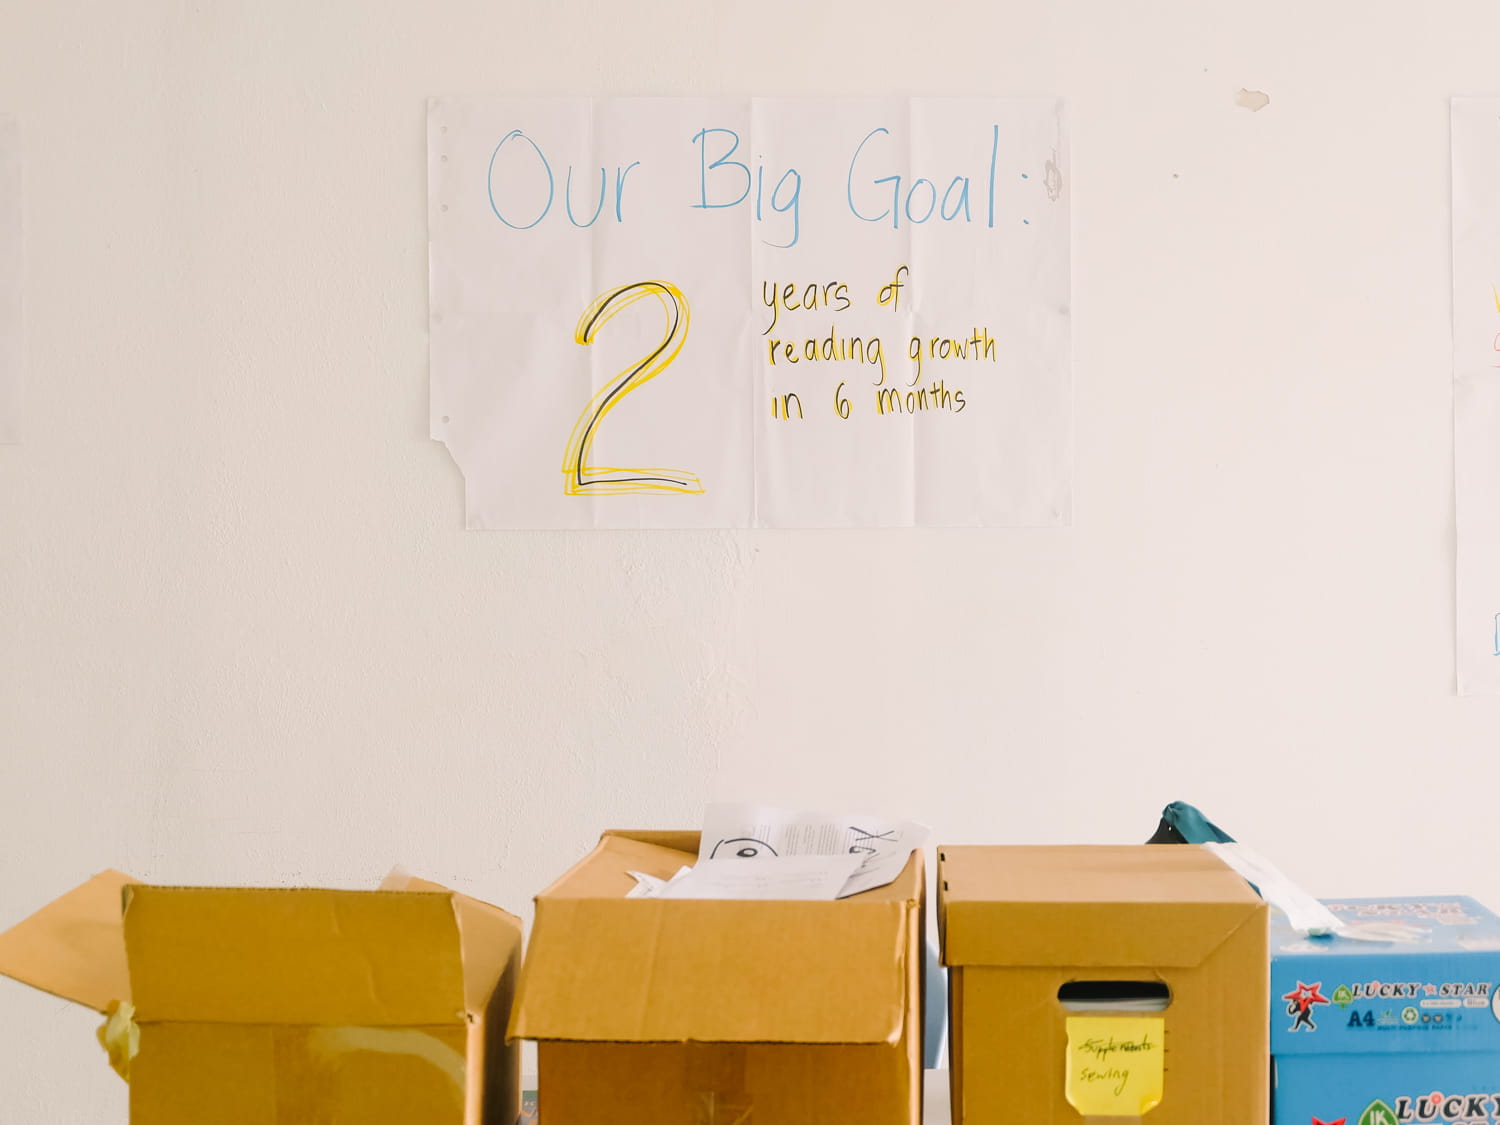 Our Big Goal:
2
years of
reading growth
in 6 months
Supplements
sewing
LUCKY STAR
A4
LUCKY